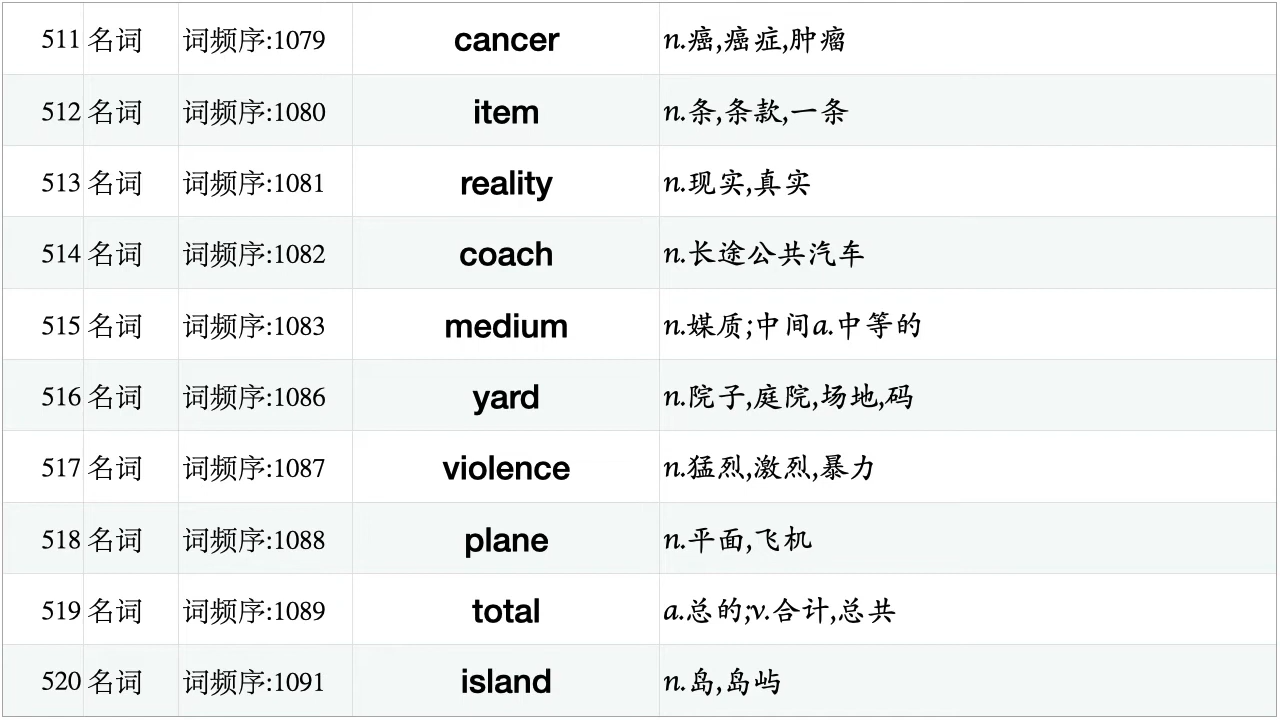 511 名词 词频序:1079 cancer n.癌,癌症,肿瘤
512 名词 词频序:1080 item n.条,条款,一条
513 名词 词频序:1081 reality n.现实,真实
514 名词 词频序:1082 coach n.长途公共汽车
515 名词 词频序:1083 medium n.媒质;中间a.中等的
516 名词 词频序:1086 yard n.院子,庭院,场地,码
517 名词 词频序:1087 violence n.猛烈,激烈,暴力
518 名词 词频序:1088 plane n.平面,飞机
519 名词 词频序:1089 total a.总的;v.合计,总共
520 名词 词频序:1091 island n.岛,岛屿